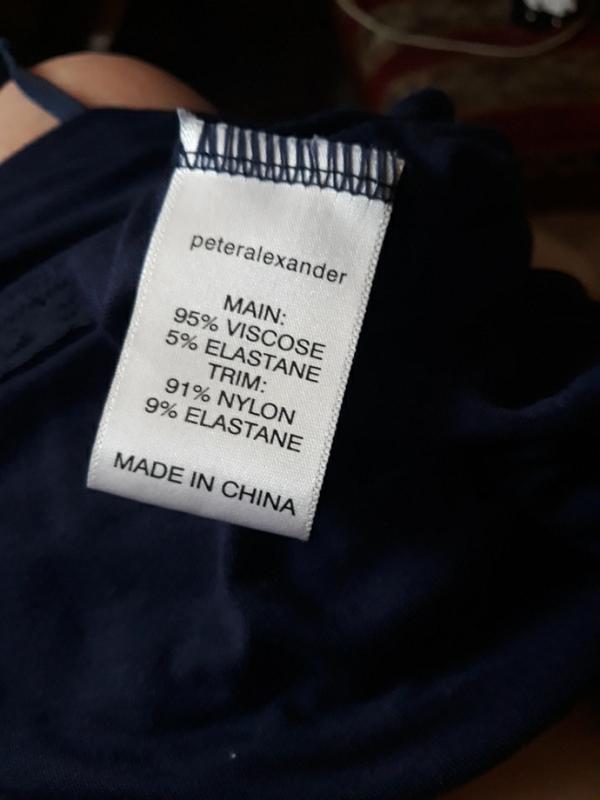 peteralexander
MAIN:
95% VISCOSE
5% ELASTANE
TRIM:
91% NYLON
9% ELASTANE
MADE IN CHINA